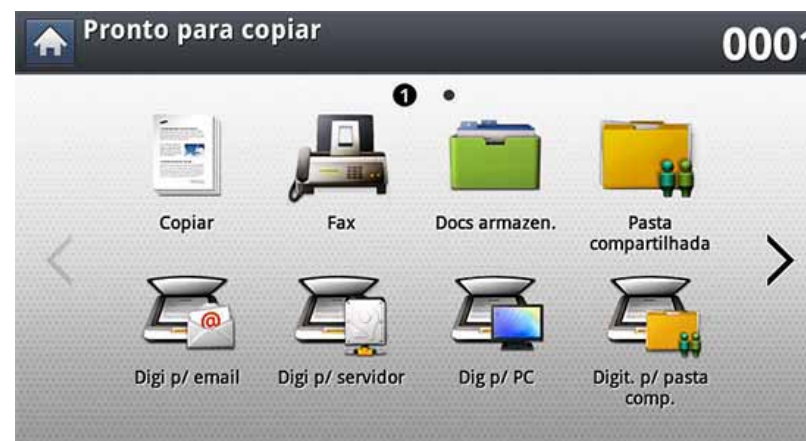 Pronto para copiar
0001
1
Copiar
Fax
Docs armazen.
Pasta
compartilhada
@
Digi p/ email
Digi p/ servidor
Dig p/ PC
Digit. p/ pasta
comp.